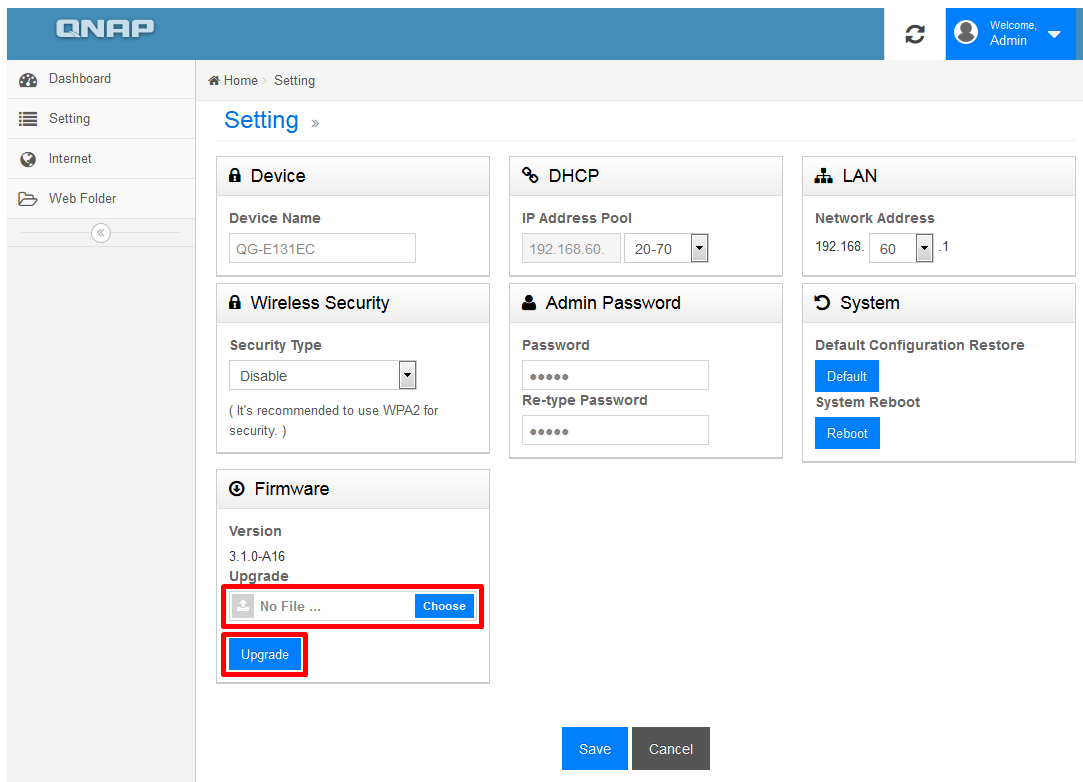 QNAP
Welcome,
Admin
Dashboard
Setting
Internet
Web Folder
Home
Setting
Setting »
Device
Device Name
QG-E131EC
DHCP
IP Address Pool
192.168.60.
20-70
LAN
Network Address
192.168.
60
.1
Wireless Security
Security Type
Disable
( It's recommended to use WPA2 for
security. )
Admin Password
Password
●●●●●
Re-type Password
●●●●●
System
Default Configuration Restore
Default
System Reboot
Reboot
Firmware
Version
3.1.0-A16
Upgrade
No File ...
Choose
Upgrade
Save
Cancel